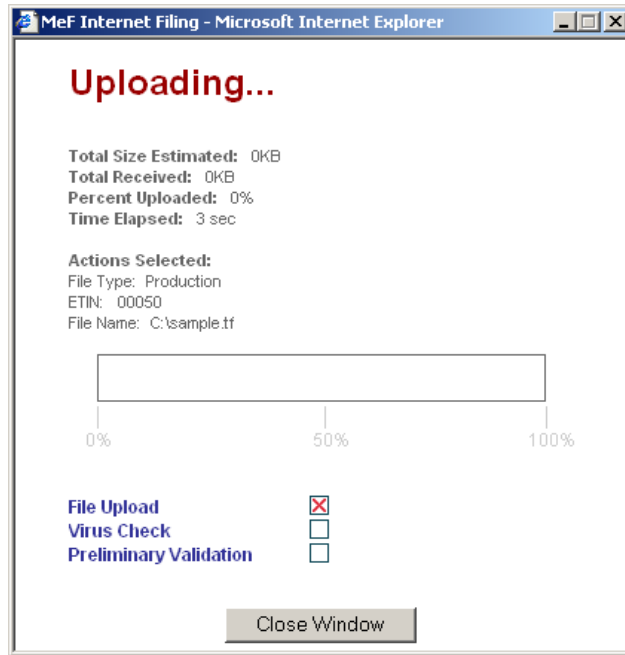 MeF Internet Filing - Microsoft Internet Explorer
Uploading...
Total Size Estimated: 0KB
Total Received: 0KB
Percent Uploaded: 0%
Time Elapsed: 3 sec
Actions Selected:
File Type: Production
ETIN: 00050
File Name: C:\sample.tf
0% 50% 100%
File Upload
Virus Check
Preliminary Validation
Close Window